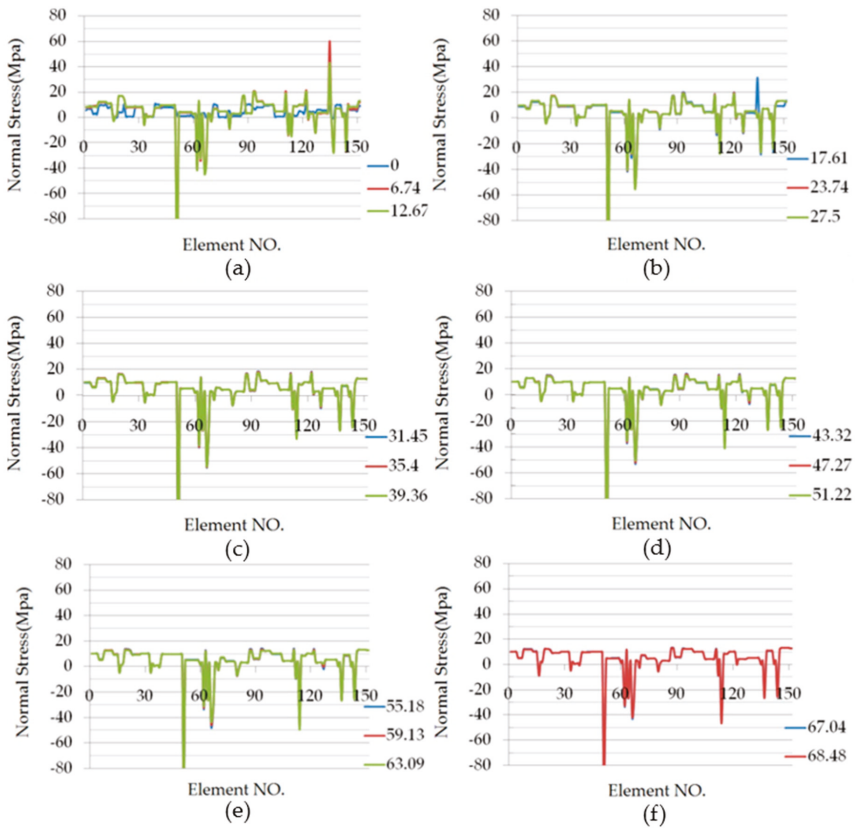 80
60
40
20
0
-20
-40
-60
-80
Normal Stress(Mpa)
0 30 60 90 120 150
0
6.74
12.67
Element NO.
(a)
80
60
40
20
0
-20
-40
-60
-80
Normal Stress(Mpa)
0 30 60 90 120 150
17.61
23.74
27.5
Element NO.
(b)
80
60
40
20
0
-20
-40
-60
-80
Normal Stress(Mpa)
0 30 60 90 120 150
31.45
35.4
39.36
Element NO.
(c)
80
60
40
20
0
-20
-40
-60
-80
Normal Stress(Mpa)
0 30 60 90 120 150
43.32
47.27
51.22
Element NO.
(d)
80
60
40
20
0
-20
-40
-60
-80
Normal Stress(Mpa)
0 30 60 90 120 150
55.18
59.13
63.09
Element NO.
(e)
80
60
40
20
0
-20
-40
-60
-80
Normal Stress(Mpa)
0 30 60 90 120 150
67.04
68.48
Element NO.
(f)